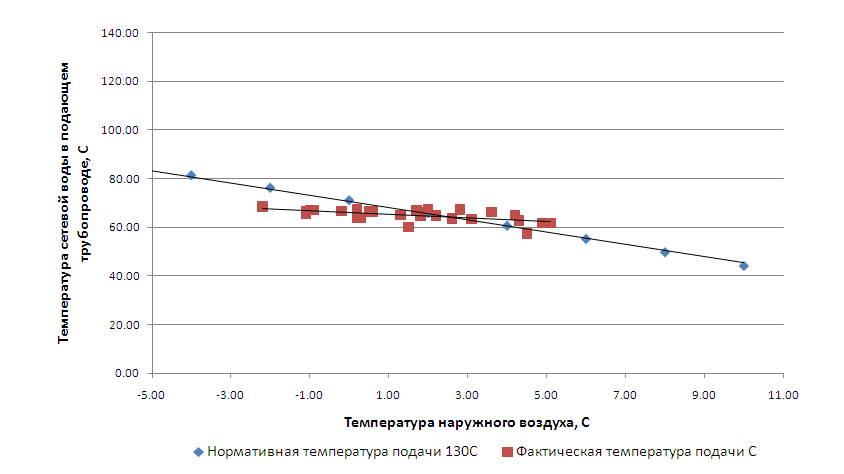 140.00
120.00
100.00
80.00
60.00
40.00
20.00
0.00
Температура сетевой воды в подающем
трубопроводе, С
-5.00 -3.00 -1.00 1.00 3.00 5.00 7.00 9.00 11.00
Температура наружного воздуха, С
Нормативная температура подачи 130С Фактическая температура подачи С